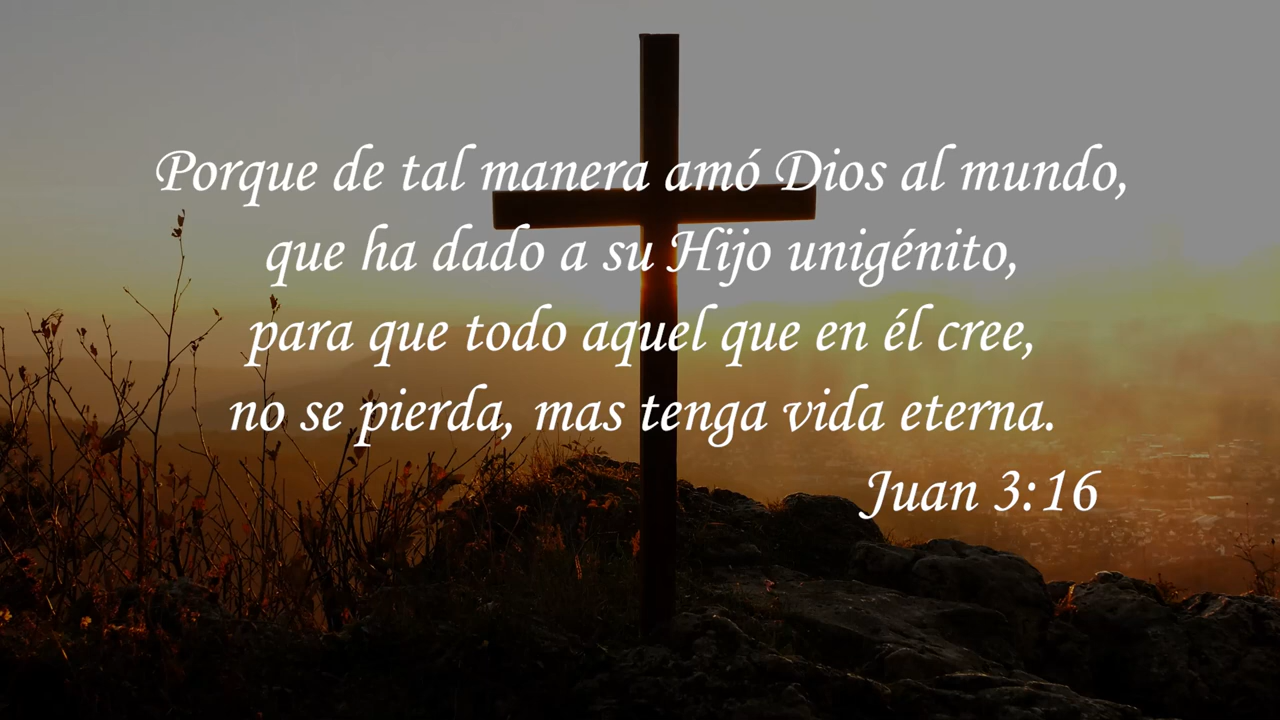 Porque de tal manera amó Dios al mundo,
que ha dado a su Hijo unigénito,
para que todo aquel que en él cree,
no se pierda, mas tenga vida eterna.
Juan 3:16